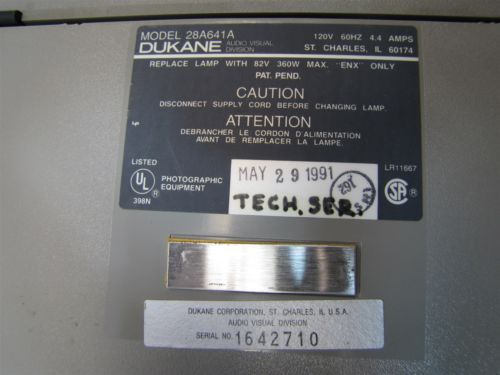 MODEL 28A641A
DUKANE AUDIO VISUAL DIVISION
120V 60HZ 4.4 AMPS
ST. CHARLES, IL 60174
REPLACE LAMP WITH 82V 360W MAX. "ENX" ONLY
PAT. PEND.
CAUTION
DISCONNECT SUPPLY CORD BEFORE CHANGING LAMP.
ATTENTION
DEBRANCHER LE CORDON D'ALIMENTATION
AVANT DE REMPLACER LA LAMPE.
LISTED
UL ®
PHOTOGRAPHIC
EQUIPMENT
398N
MAY 29 1991
TECH. SER.
LR11667
SA ®
DUKANE CORPORATION, ST. CHARLES, IL U.S.A.
AUDIO VISUAL DIVISION
SERIAL NO. 1642710